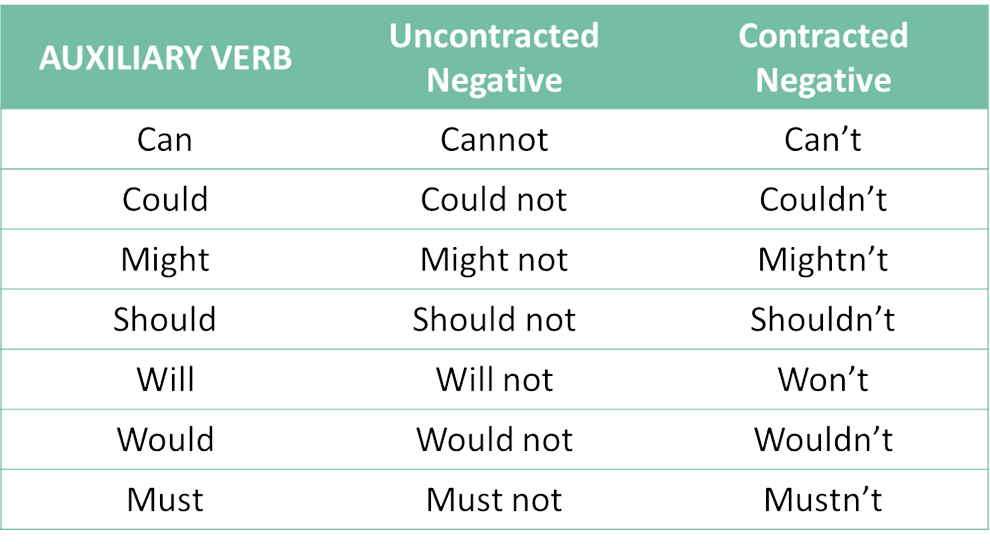 AUXILIARY VERB Uncontracted Negative Contracted Negative
Can Cannot Can’t
Could Could not Couldn’t
Might Might not Mightn’t
Should Should not Shouldn’t
Will Will not Won’t
Would Would not Wouldn’t
Must Must not Mustn’t